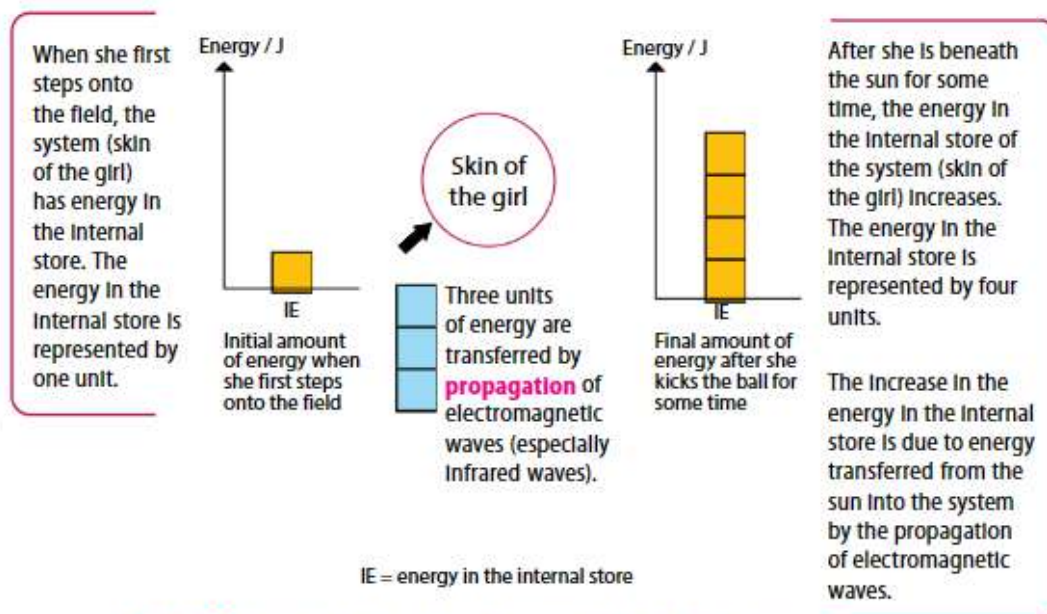 When she first
steps onto
the field, the
system (skin
of the girl)
has energy in
the internal
store. The
energy in the
internal store is
represented by
one unit.
Energy / J
IE
Initial amount
of energy when
she first steps
onto the field
Skin of
the girl
Three units
of energy are
transferred by
propagation of
electromagnetic
waves (especially
infrared waves).
Energy / J
IE
Final amount of
energy after she
kicks the ball for
some time
After she is beneath
the sun for some
time, the energy in
the internal store of
the system (skin of
the girl) increases.
The energy in the
internal store is
represented by four
units.
The increase in the
energy in the internal
store is due to energy
transferred from the
sun into the system
by the propagation
of electromagnetic
waves.
IE = energy in the internal store